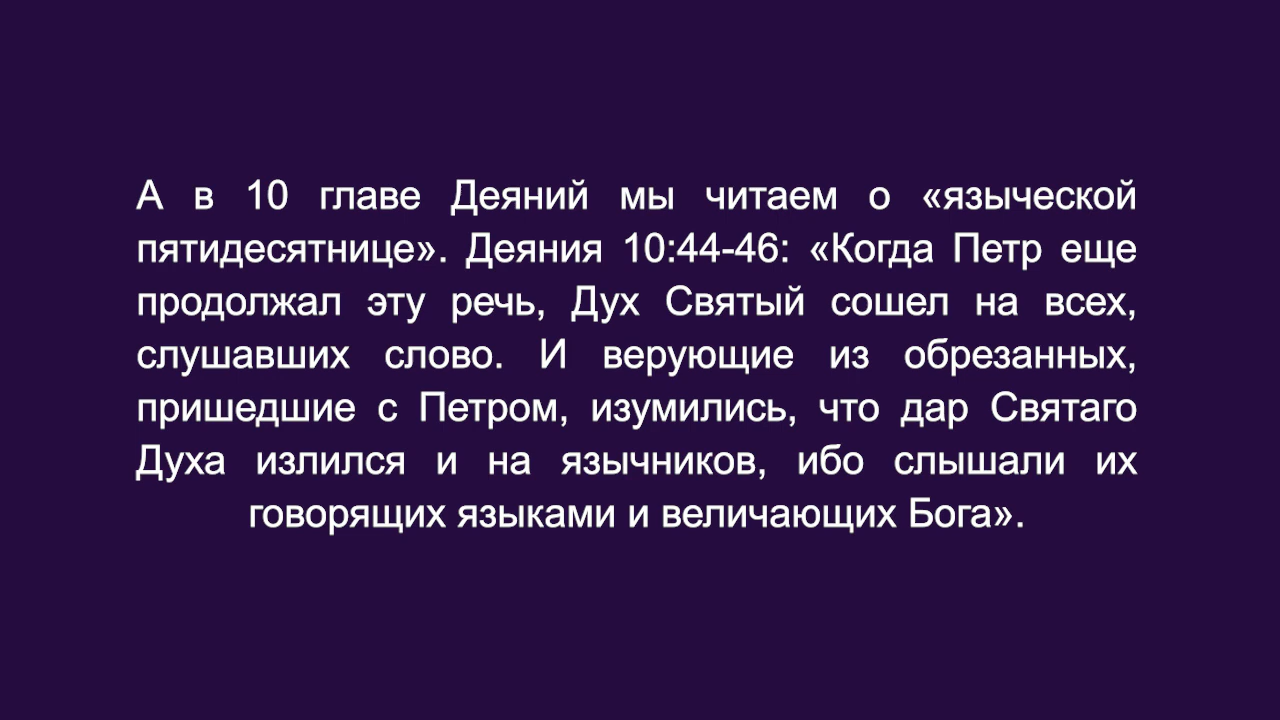 А в 10 главе Деяний мы читаем о «языческой
пятидесятнице». Деяния 10:44-46: «Когда Петр еще
продолжал эту речь, Дух Святый сошел на всех,
слушавших слово. И верующие из обрезанных,
пришедшие с Петром, изумились, что дар Святаго
Духа излился и на язычников, ибо слышали их
говорящих языками и величающих Бога».